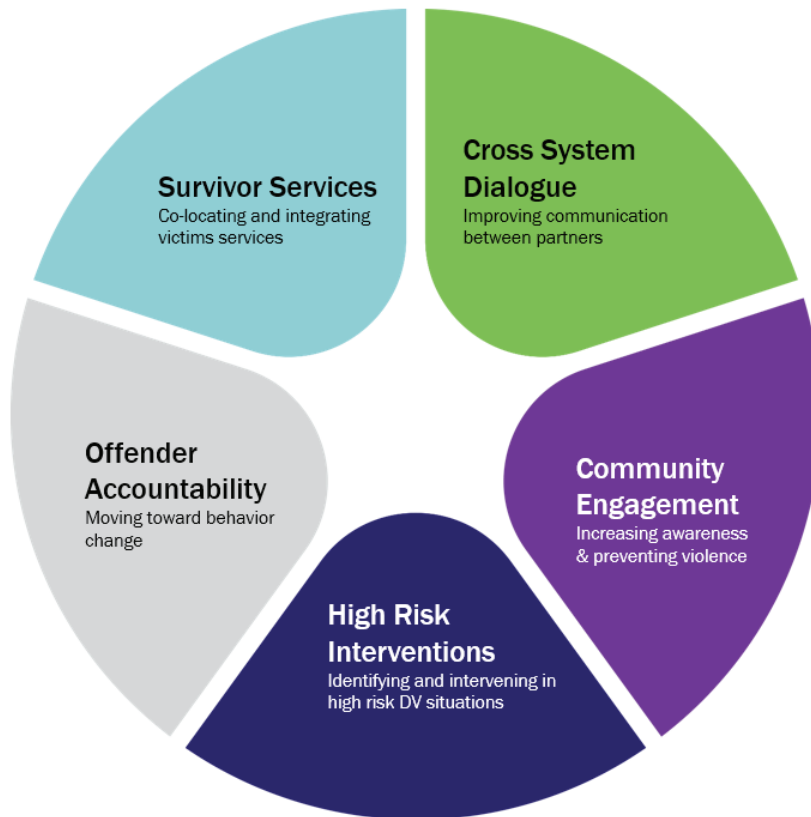 Survivor Services
Co-locating and integrating
victims services
Cross System
Dialogue
Improving communication
between partners
Community
Engagement
Increasing awareness
& preventing violence
High Risk
Interventions
Identifying and intervening in
high risk DV situations
Offender
Accountability
Moving toward behavior
change